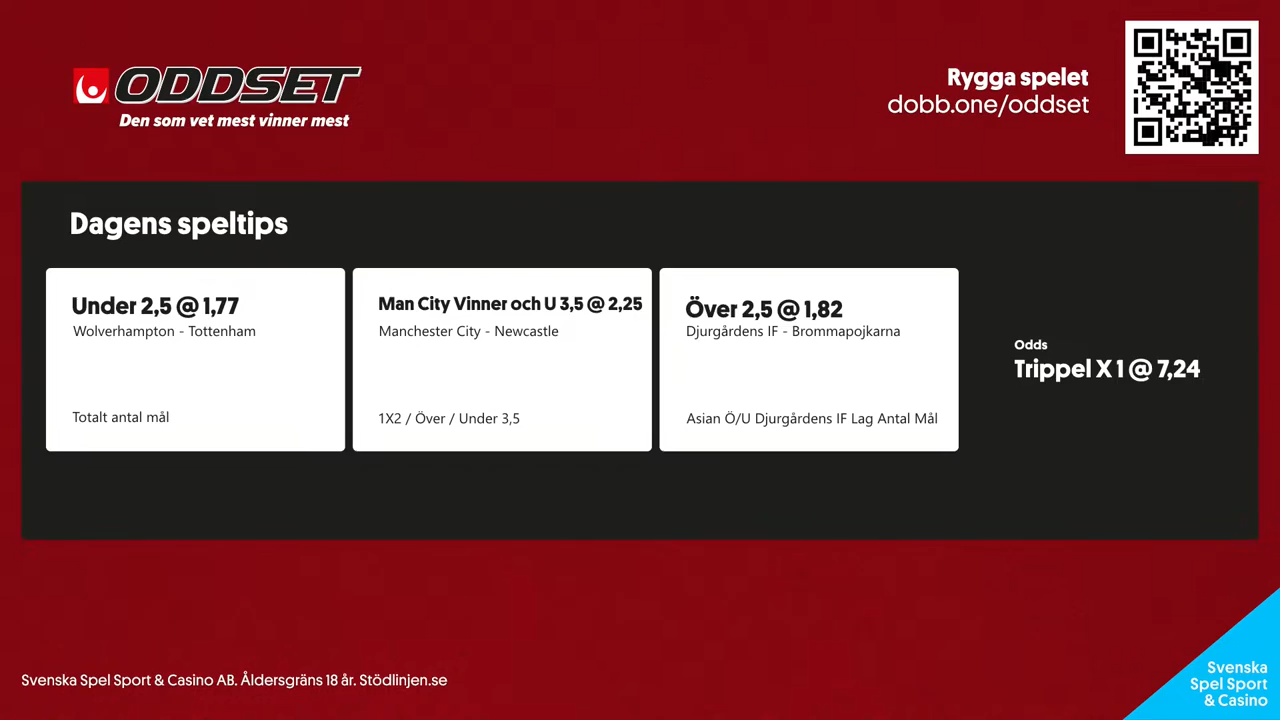 ODDSET
Den som vet mest vinner mest
Rygga spelet
dobb.one/oddset
Dagens speltips
Under 2,5 @ 1,77
Wolverhampton - Tottenham
Totalt antal mål
Man City Vinner och U 3,5 @ 2,25
Manchester City - Newcastle
1X2 / Över / Under 3,5
Över 2,5 @ 1,82
Djurgårdens IF - Brommapojkarna
Asian Ö/U Djurgårdens IF Lag Antal Mål
Odds
Trippel X 1 @ 7,24
Svenska Spel Sport & Casino AB. Åldersgräns 18 år. Stödlinjen.se
Svenska
Spel Sport
& Casino